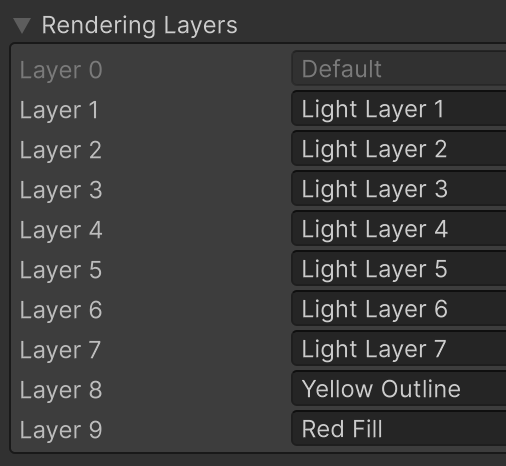 Rendering Layers
Layer 0 Default
Layer 1 Light Layer 1
Layer 2 Light Layer 2
Layer 3 Light Layer 3
Layer 4 Light Layer 4
Layer 5 Light Layer 5
Layer 6 Light Layer 6
Layer 7 Light Layer 7
Layer 8 Yellow Outline
Layer 9 Red Fill